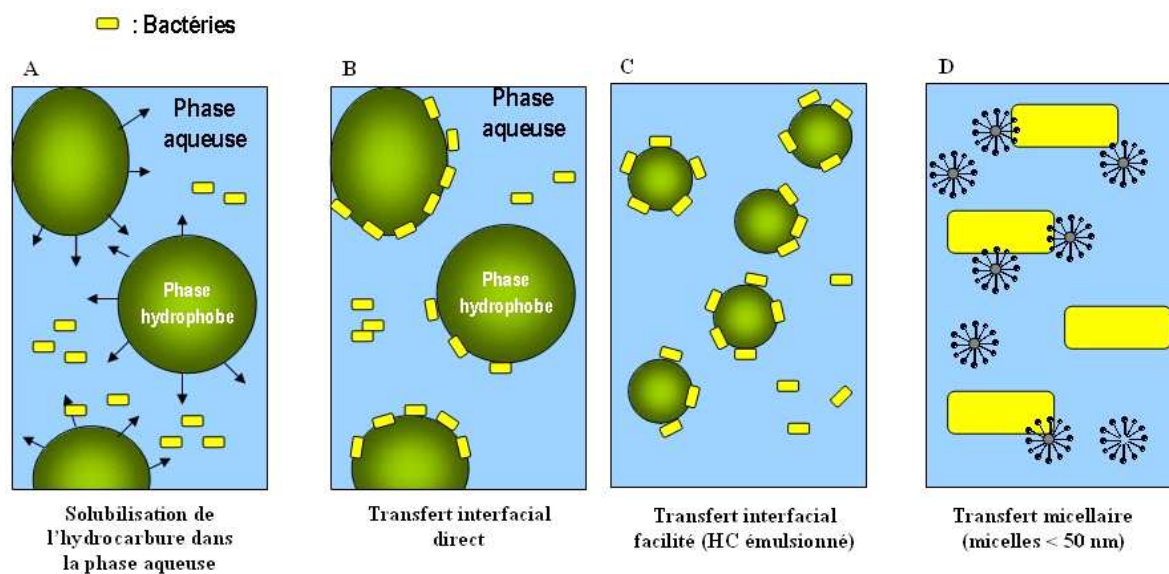 : Bactéries
A
B
C
D
Phase
aqueuse
Phase
hydrophobe
Phase
aqueuse
Phase
hydrophobe
Solubilisation de
l'hydrocarbure dans
la phase aqueuse
Transfert interfacial
direct
Transfert interfacial
facilité (HC émulsionné)
Transfert micellaire
(micelles < 50 nm)